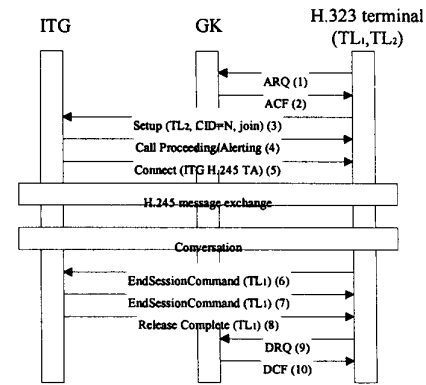 ITG GK H.323 terminal
(TL1,TL2)
ARQ (1)
ACF (2)
Setup (TL2, CID=N, join) (3)
Call Proceeding/Alerting (4)
Connect (ITG H.245 TA) (5)
H.245 message exchange
Conversation
EndSessionCommand (TL1) (6)
EndSessionCommand (TL1) (7)
Release Complete (TL1) (8)
DRQ (9)
DCF (10)